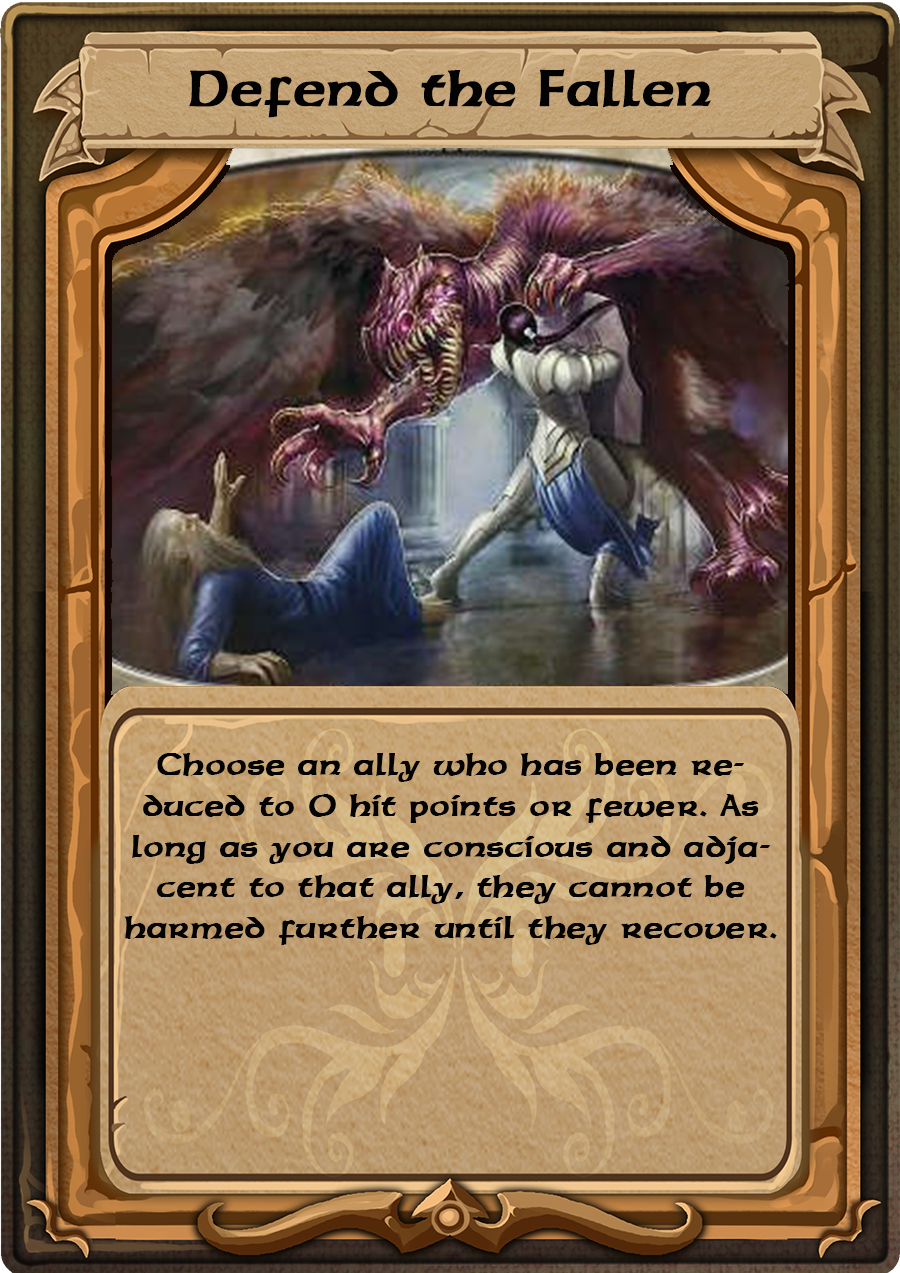 Defend the Fallen
Choose an ally who has been re-
duced to 0 hit points or fewer. As
long as you are conscious and adja-
cent to that ally, they cannot be
harmed further until they recover.